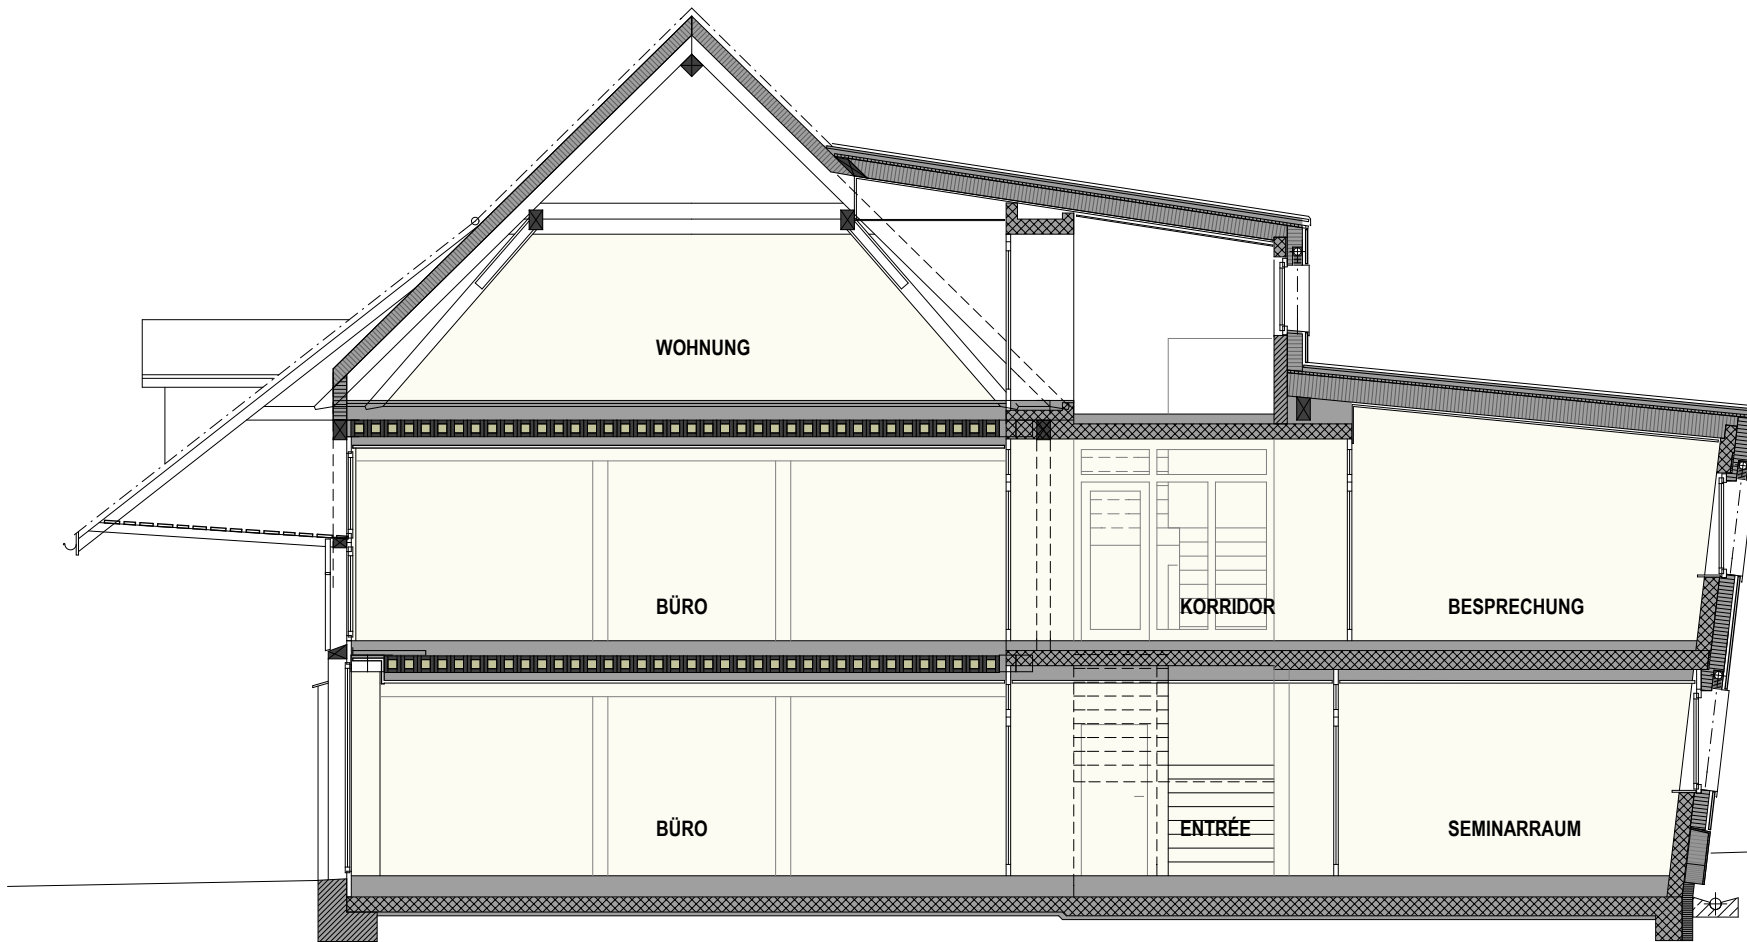 WOHNUNG
BÜRO
KORRIDOR
BESPRECHUNG
BÜRO
ENTRÉE
SEMINARRAUM